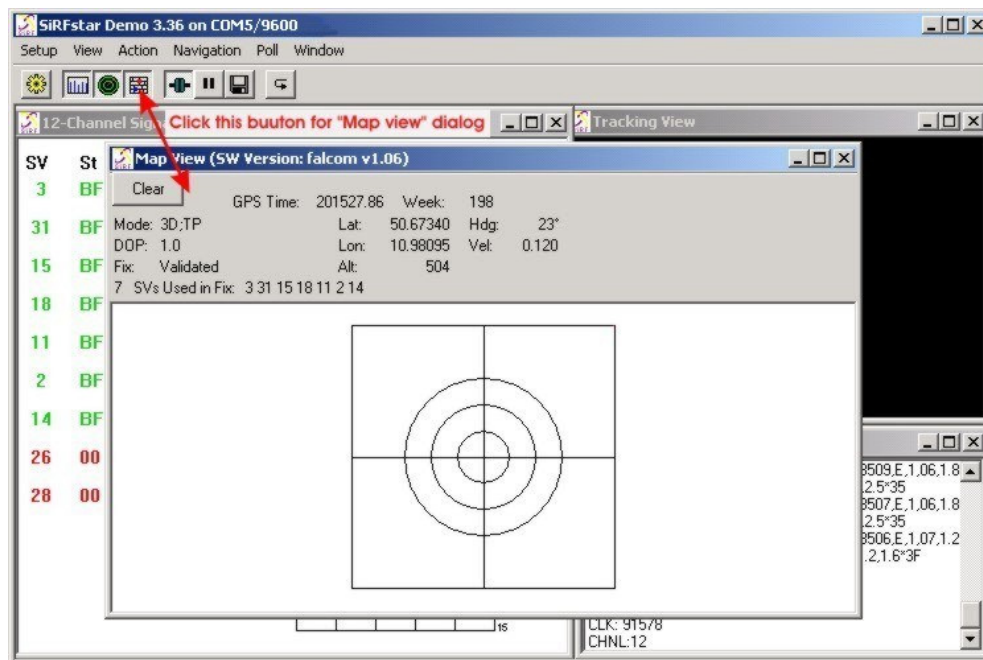 SiRFstar Demo 3.36 on COM5/9600
Setup View Action Navigation Poll Window
12-Channel Sign
Click this buuton for "Map view" dialog
Tracking View
SV St
3 BF
31 BF
15 BF
18 BF
11 BF
2 BF
14 BF
26 00
28 00
Map View (SW Version: falcom v1.06)
Clear
GPS Time: 201527.86 Week: 198
Mode: 3D;TP Lat: 50.67340 Hdg: 23°
DOP: 1.0 Lon: 10.98095 Vel: 0.120
Fix: Validated Alt: 504
7 SVs Used in Fix: 3 31 15 18 11 2 14
8509,E,1,06,1.8
.2.5*35
8507,E,1,06,1.8
.2.5*35
8506,E,1,07,1.2
.2,1.6*3F
15
CLK: 91578
CHNL:12